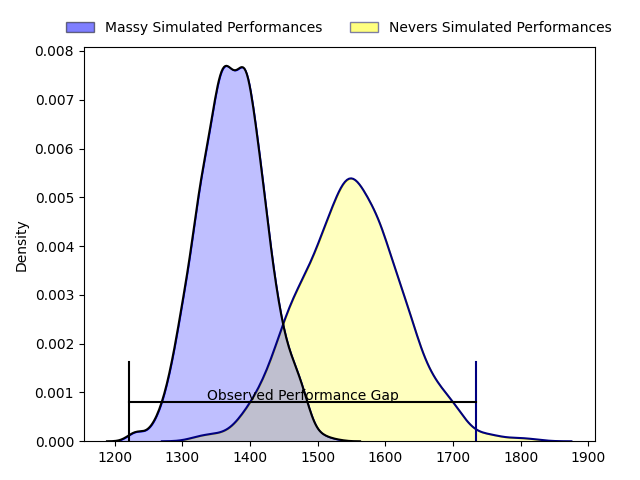 Massy Simulated Performances Nevers Simulated Performances
0.008
0.007
0.006
0.005
0.004
0.003
0.002
0.001
0.000
Density
Observed Performance Gap
1200 1300 1400 1500 1600 1700 1800 1900